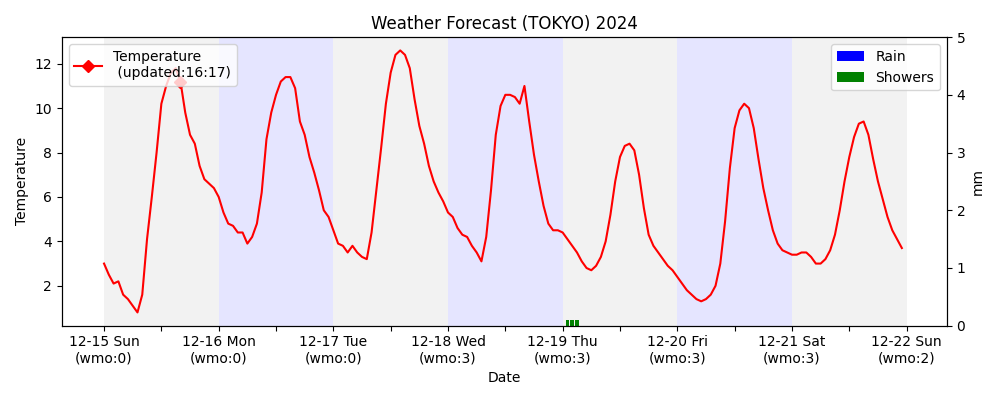 Weather Forecast (TOKYO) 2024
Temperature
(updated:16:17)
Rain
Showers
Temperature
12
10
8
6
4
2
5
4
3
2
1
0
mm
12-15 Sun
(wmo:0)
12-16 Mon
(wmo:0)
12-17 Tue
(wmo:0)
12-18 Wed
(wmo:3)
12-19 Thu
(wmo:3)
12-20 Fri
(wmo:3)
12-21 Sat
(wmo:3)
12-22 Sun
(wmo:2)
Date